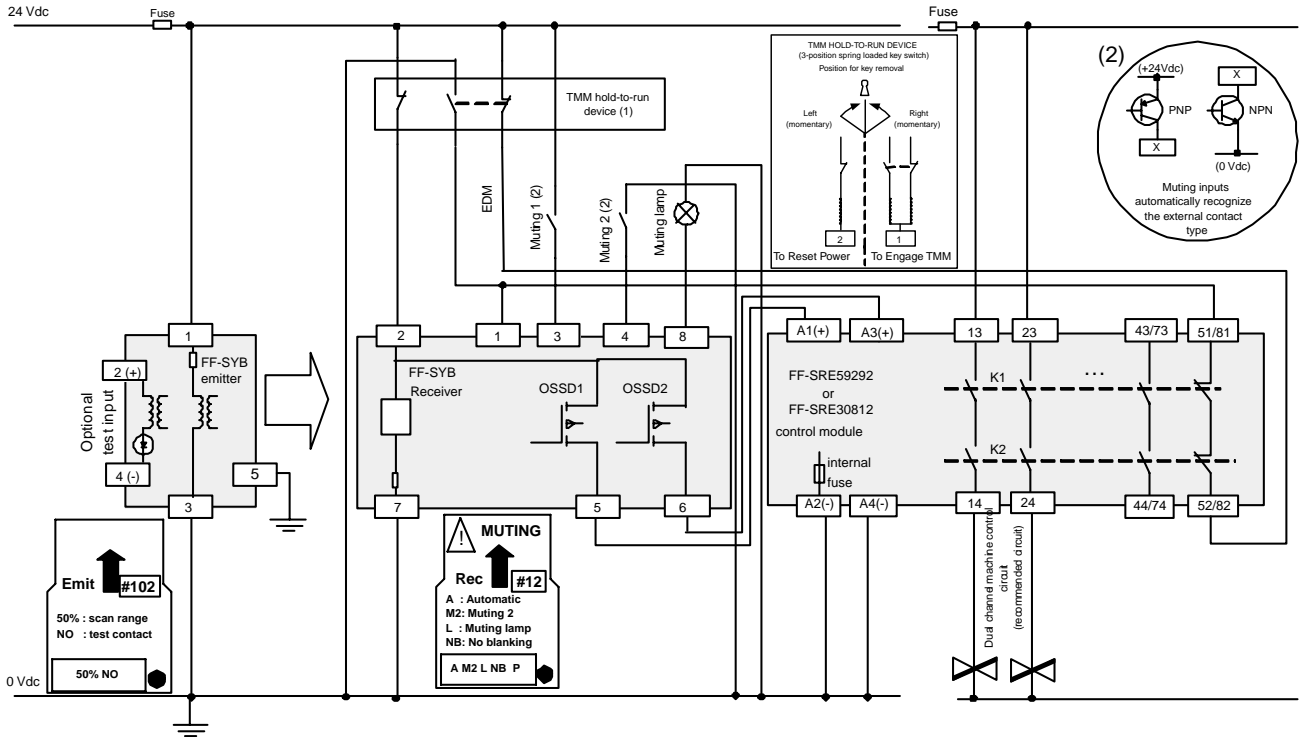 24 Vdc
Fuse
Fuse
TMM hold-to-run
device (1)
TMM HOLD-TO-RUN DEVICE
(3-position spring loaded key switch)
Position for key removal
Left
(momentary)
Right
(momentary)
2
1
To Reset Power
To Engage TMM
(2)
(+24Vdc)
X
PNP
NPN
X
(0 Vdc)
Muting inputs
automatically recognize
the external contact
type
EDM
Muting 1 (2)
Muting 2 (2)
Muting lamp
1
2 (+)
FF-SYB
emitter
Optional
test input
4 (-)
5
3
2
1
3
4
8
FF-SYB
Receiver
OSSD1
OSSD2
7
5
6
A1(+)
A3(+)
13
23
43/73
51/81
FF-SRE59292
or
FF-SRE30812
control module
K1
...
K2
internal
fuse
A2(-)
A4(-)
14
24
44/74
52/82
Dual channel machine control
circuit
(recommended circuit)
Emit
#102
50% : scan range
NO : test contact
50% NO
! MUTING
Rec
#12
A : Automatic
M2: Muting 2
L : Muting lamp
NB: No blanking
A M2 L NB P
0 Vdc